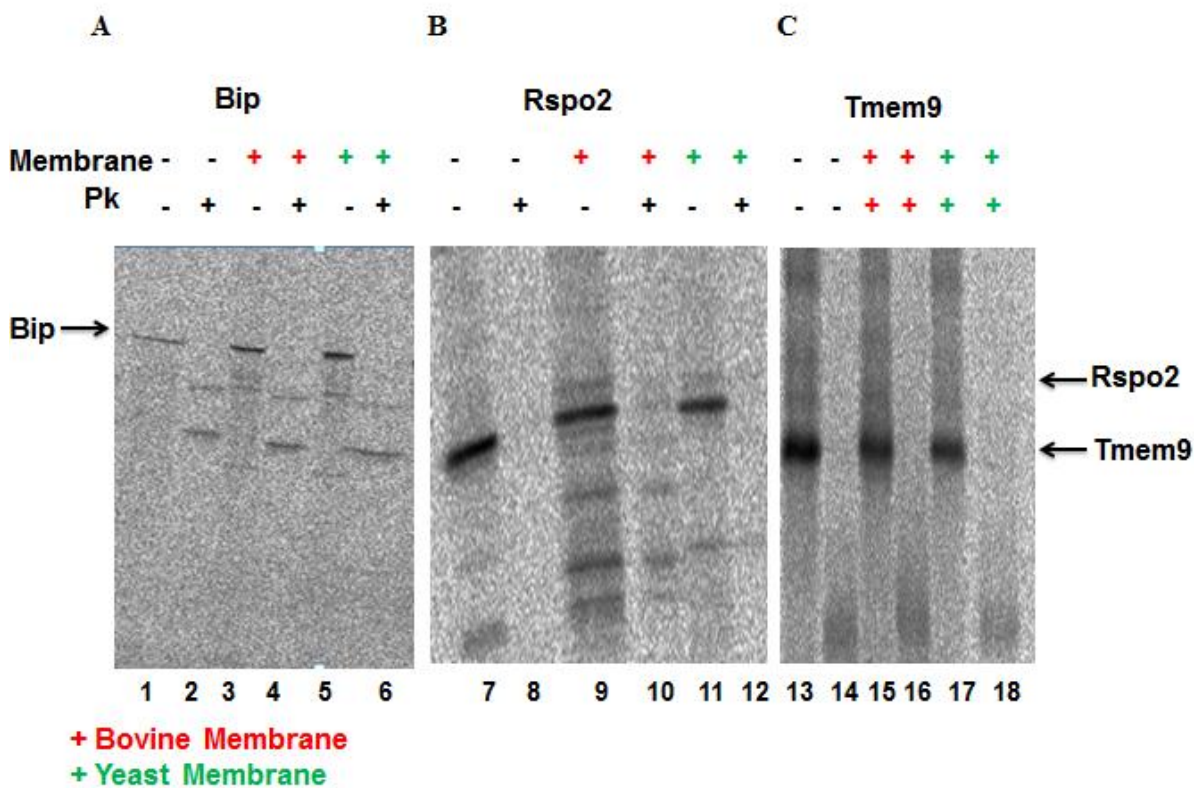 A B C
Bip Rspo2 Tmem9
Membrane - - + + + + - - + + + + - - + + + +
Pk - + - + - + - + - + - + - - + + + +
Bip
Rspo2
Tmem9
1 2 3 4 5 6 7 8 9 10 11 12 13 14 15 16 17 18
+ Bovine Membrane
+ Yeast Membrane